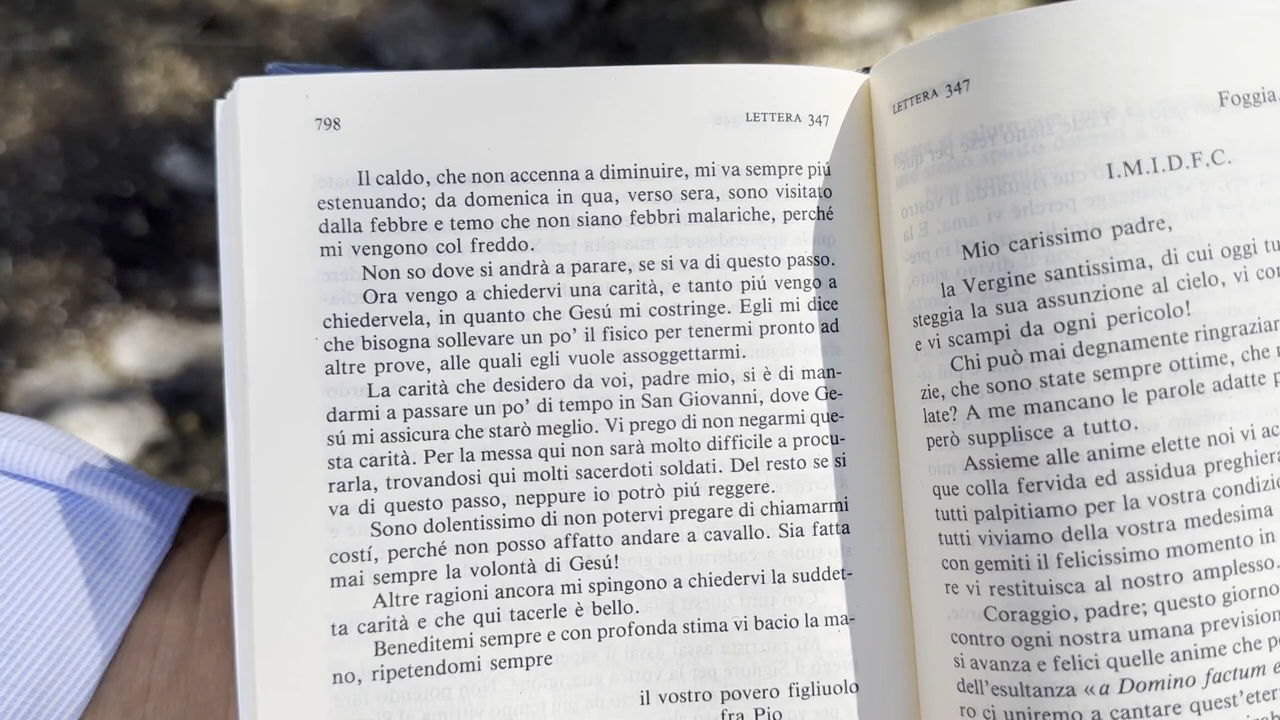 798
LETTERA 347
Il caldo, che non accenna a diminuire, mi va sempre piú
estenuando; da domenica in qua, verso sera, sono visitato
dalla febbre e temo che non siano febbri malariche, perché
mi vengono col freddo.
Non so dove si andrà a parare, se si va di questo passo.
Ora vengo a chiedervi una carità, e tanto piú vengo a
chiedervela, in quanto che Gesú mi costringe. Egli mi dice
che bisogna sollevare un po' il fisico per tenermi pronto ad
altre prove, alle quali egli vuole assoggettarmi.
La carità che desidero da voi, padre mio, si è di man-
darmi a passare un po' di tempo in San Giovanni, dove Ge-
sú mi assicura che starò meglio. Vi prego di non negarmi que-
sta carità. Per la messa qui non sarà molto difficile a procu-
rarla, trovandosi qui molti sacerdoti soldati. Del resto se si
va di questo passo, neppure io potrò piú reggere.
Sono dolentissimo di non potervi pregare di chiamarmi
costí, perché non posso affatto andare a cavallo. Sia fatta
mai sempre la volontà di Gesú!
Altre ragioni ancora mi spingono a chiedervi la suddet-
ta carità e che qui tacerle è bello.
Beneditemi sempre e con profonda stima vi bacio la ma-
no, ripetendomi sempre
il vostro povero figliuolo
fra Pio
LETTERA 347
Foggia,
I.M.I.D.F.C.
Mio carissimo padre,
la Vergine santissima, di cui oggi tu
steggia la sua assunzione al cielo, vi
e vi scampi da ogni pericolo!
Chi può mai degnamente ringrazia
zie, che sono state sempre ottime, che
late? A me mancano le parole adatte
però supplisce a tutto.
Assieme alle anime elette noi vi
que colla fervida ed assidua preghiera
tutti palpitiamo per la vostra condizio
tutti viviamo della vostra medesima
con gemiti il felicissimo momento in
re vi restituisca al nostro amplesso.
Coraggio, padre; questo giorno
contro ogni nostra umana prevision
si avanza e felici quelle anime che
dell'esultanza «a Domino factum
ro ci uniremo a cantare quest'eter